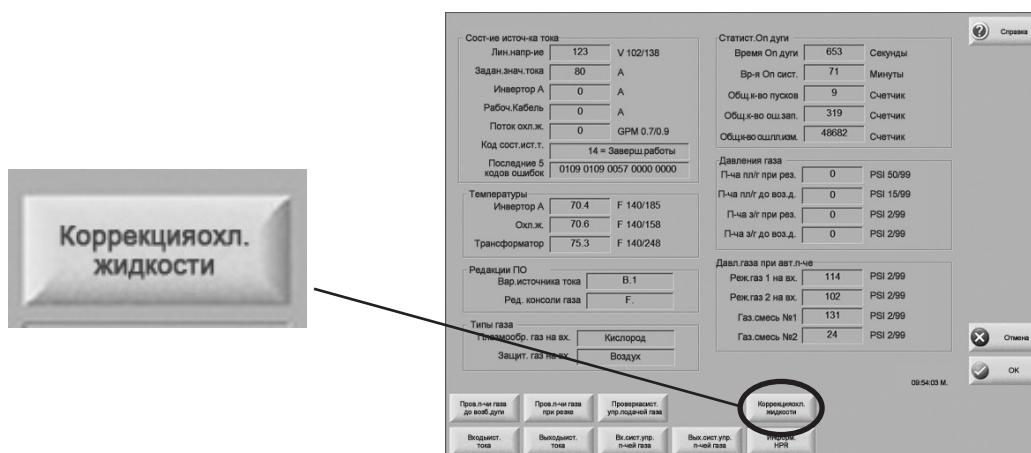 Коррекцияохл.
жидкости
Сост-ие источ-ка тока
Лин.напр-ие 123 V 102/138
Задан.знач.тока 80 A
Инвертор А 0 A
Рабоч.Кабель 0 A
Поток охл.ж. 0 GPM 0.7/0.9
Код сост.ист.т. 14 = Заверш.работы
Последние 5
кодов ошибок 0109 0109 0057 0000 0000
Температуры
Инвертор А 70.4 F 140/185
Охл.ж. 70.6 F 140/158
Трансформатор 75.3 F 140/248
Редакции ПО
Вар.источника тока B.1
Ред. консоли газа F.
Типы газа
Плазмообр. газ на вх. Кислород
Защит. газ на вх. Воздух
Статист.Оп дуги
Время Оп дуги 653 Секунды
Вр-я Оп сист. 71 Минуты
Общ.к-во пусков 9 Счетчик
Общ.к-во ош.зап. 319 Счетчик
Общ.к-во ош.пл.изм. 48682 Счетчик
Давления газа
П-ча пл/г при рез. 0 PSI 50/99
П-ча пл/г до воз.д. 0 PSI 15/99
П-ча з/г при рез. 0 PSI 2/99
П-ча з/г до воз.д. 0 PSI 2/99
Давл.газа при авт.п-че
Реж.газ 1 на вх. 114 PSI 2/99
Реж.газ 2 на вх. 102 PSI 2/99
Газ.смесь №1 131 PSI 2/99
Газ.смесь №2 24 PSI 2/99
Справка
Отмена
ОК
09:54:03 М.
Пров.п-чи газа
до возб.дуги
Пров.п-чи газа
при резке
Проверкасист.
упр.подачей газа
Коррекцияохл.
жидкости
Входыист.
тока
Выходыист.
тока
Вх.сист.упр.
п-чей газа
Вых.сист.упр.
п-чей газа
Информ.
HPR